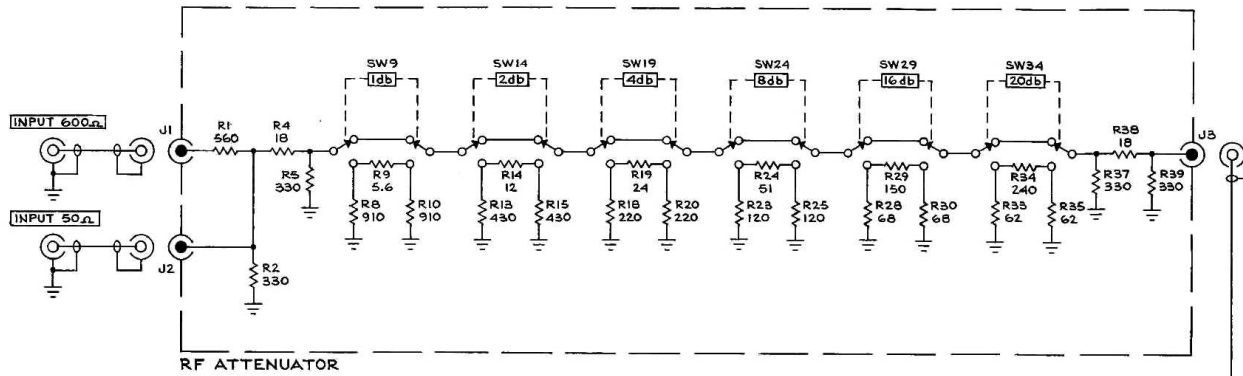 SW9
1db
SW14
2db
SW19
4db
SW24
8db
SW29
16db
SW34
20db
INPUT 600Ω
J1
R1
560
R4
18
R5
330
R9
5.6
R8
910
R10
910
R14
12
R13
430
R15
430
R19
24
R18
220
R20
220
R24
51
R23
120
R25
120
R29
150
R28
68
R30
68
R34
240
R33
62
R35
62
R38
18
R37
330
R39
330
J3
INPUT 50Ω
J2
R2
330
RF ATTENUATOR